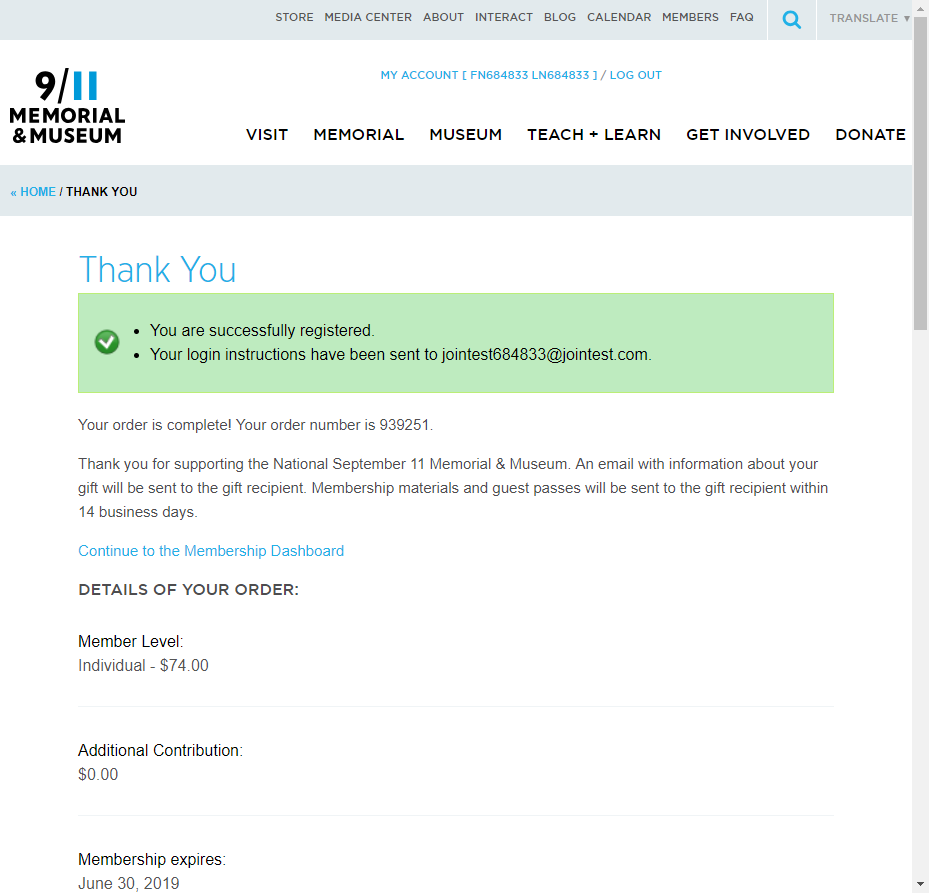 STORE MEDIA CENTER ABOUT INTERACT BLOG CALENDAR MEMBERS FAQ TRANSLATE ▼
MY ACCOUNT [ FN684833 LN684833 ] / LOG OUT
9/11
MEMORIAL
& MUSEUM
VISIT MEMORIAL MUSEUM TEACH + LEARN GET INVOLVED DONATE
« HOME / THANK YOU
Thank You
• You are successfully registered.
• Your login instructions have been sent to jointest684833@jointest.com.
Your order is complete! Your order number is 939251.
Thank you for supporting the National September 11 Memorial & Museum. An email with information about your
gift will be sent to the gift recipient. Membership materials and guest passes will be sent to the gift recipient within
14 business days.
Continue to the Membership Dashboard
DETAILS OF YOUR ORDER:
Member Level:
Individual - $74.00
Additional Contribution:
$0.00
Membership expires:
June 30, 2019